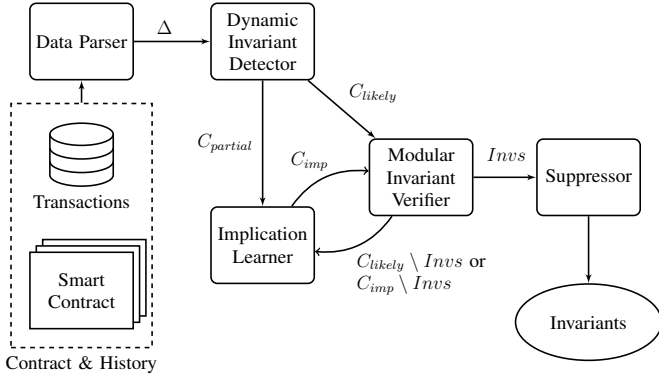 Data Parser
Δ
Dynamic
Invariant
Detector
C_likely
C_partial
C_imp
Modular
Invariant
Verifier
Invs
Suppressor
Transactions
Implication
Learner
C_likely \ Invs or
C_imp \ Invs
Smart
Contract
Invariants
Contract & History